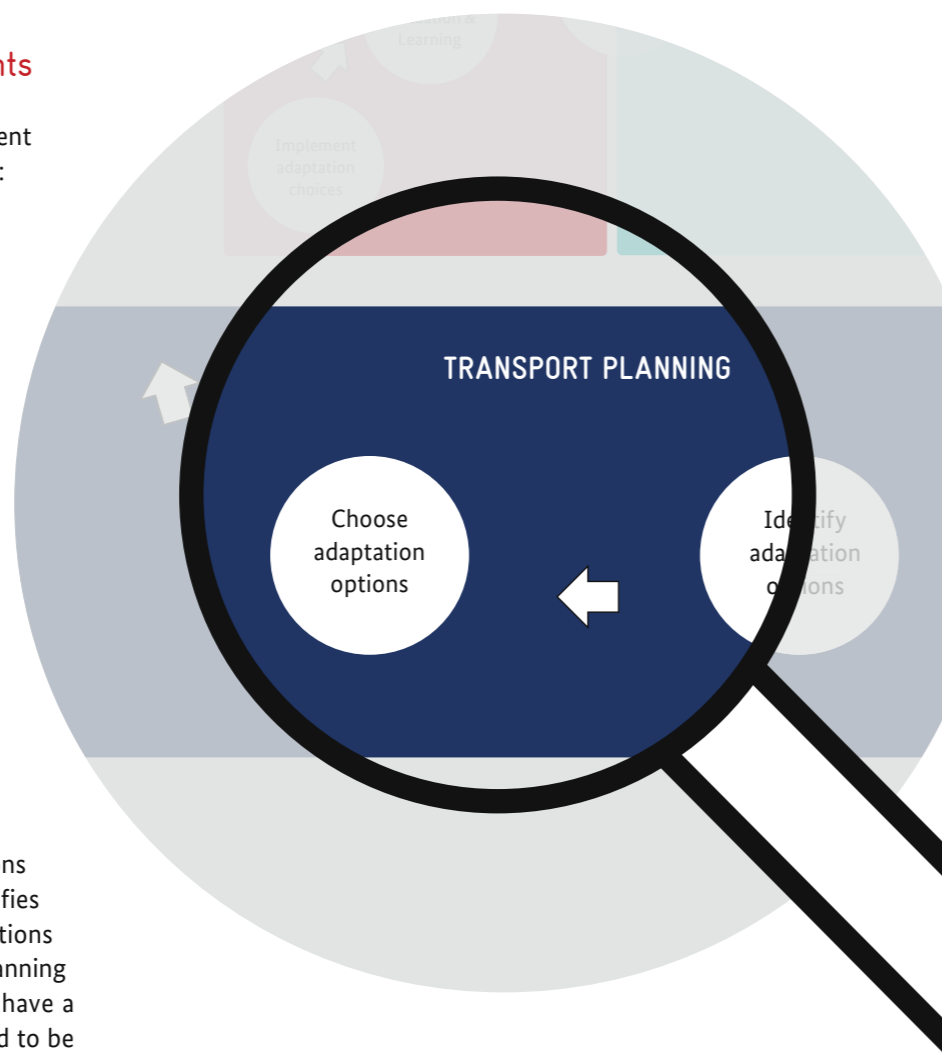 Learning
Implement
adaptation
choices
TRANSPORT PLANNING
Choose
adaptation
options
Identify
adaptation
options
nts
ent
:
ns
fies
tions
anning
have a
d to be